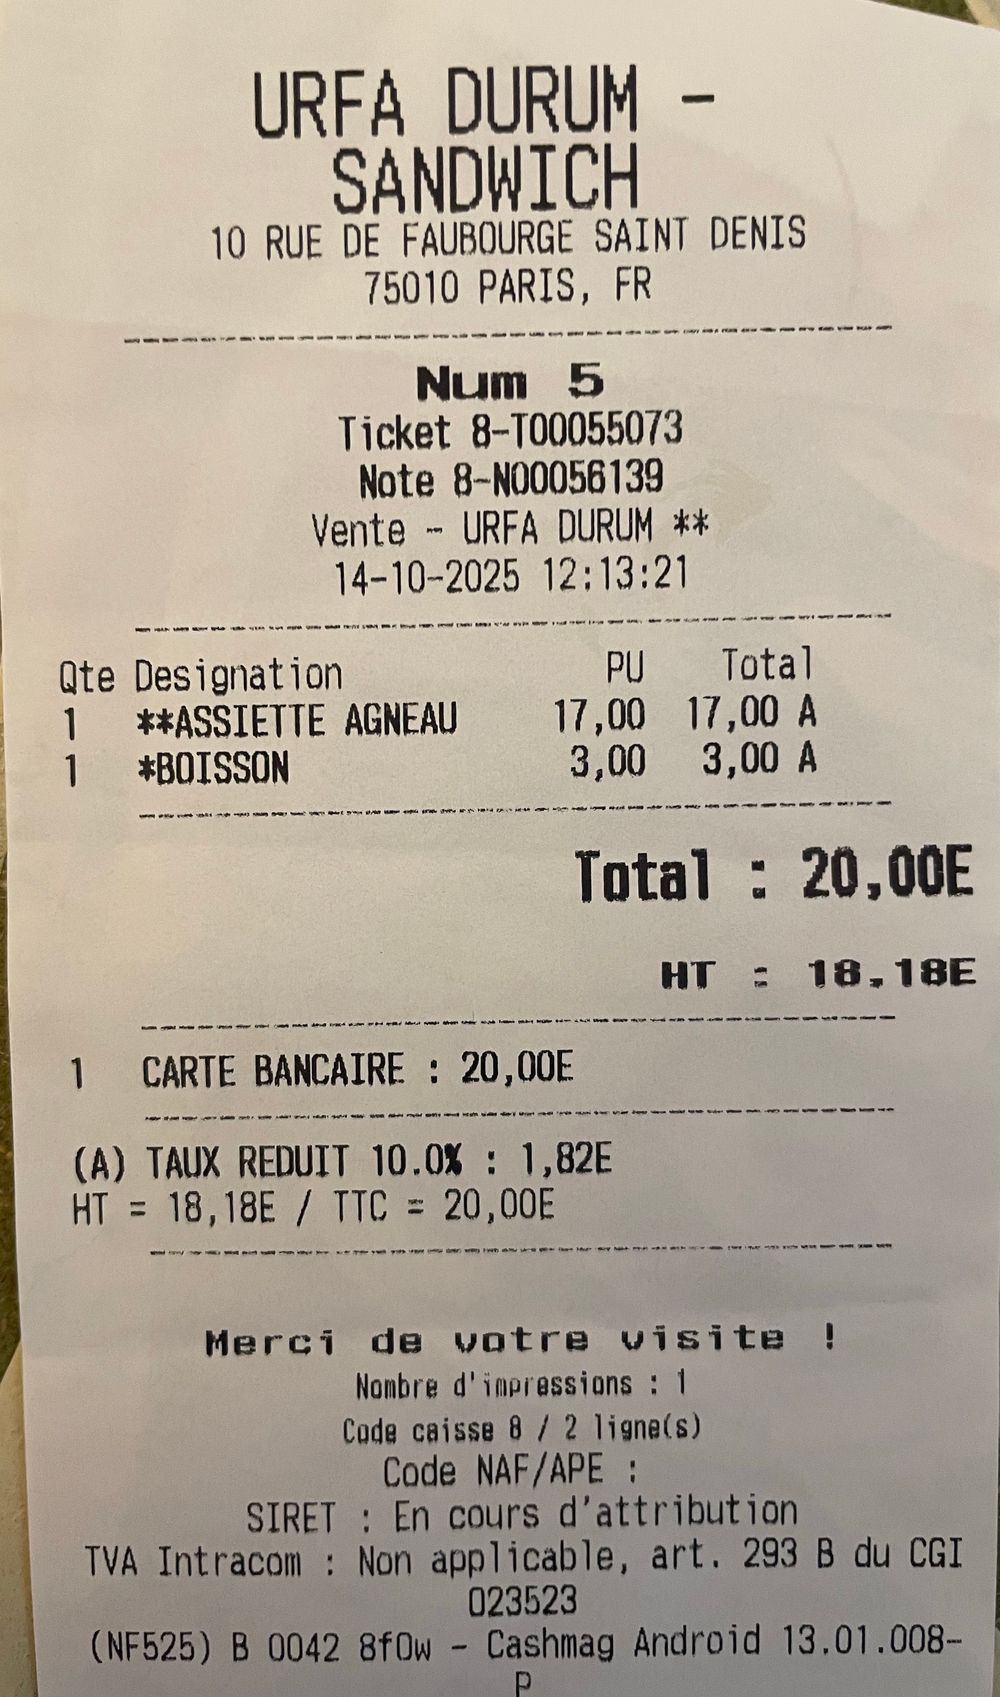 URFA DURUM -
SANDWICH
10 RUE DE FAUBOURGE SAINT DENIS
75010 PARIS, FR
Num 5
Ticket 8-T00055073
Note 8-N00056139
Vente - URFA DURUM **
14-10-2025 12:13:21
Qte Designation PU Total
1 **ASSIETTE AGNEAU 17,00 17,00 A
1 *BOISSON 3,00 3,00 A
Total : 20,00E
HT : 18,18E
1 CARTE BANCAIRE : 20,00E
(A) TAUX REDUIT 10.0% : 1,82E
HT = 18,18E / TTC = 20,00E
Merci de votre visite !
Nombre d'impressions : 1
Code caisse 8 / 2 ligne(s)
Code NAF/APE :
SIRET : En cours d'attribution
TVA Intracom : Non applicable, art. 293 B du CGI
023523
(NF525) B 0042 8f0w - Cashmag Android 13.01.008-
P